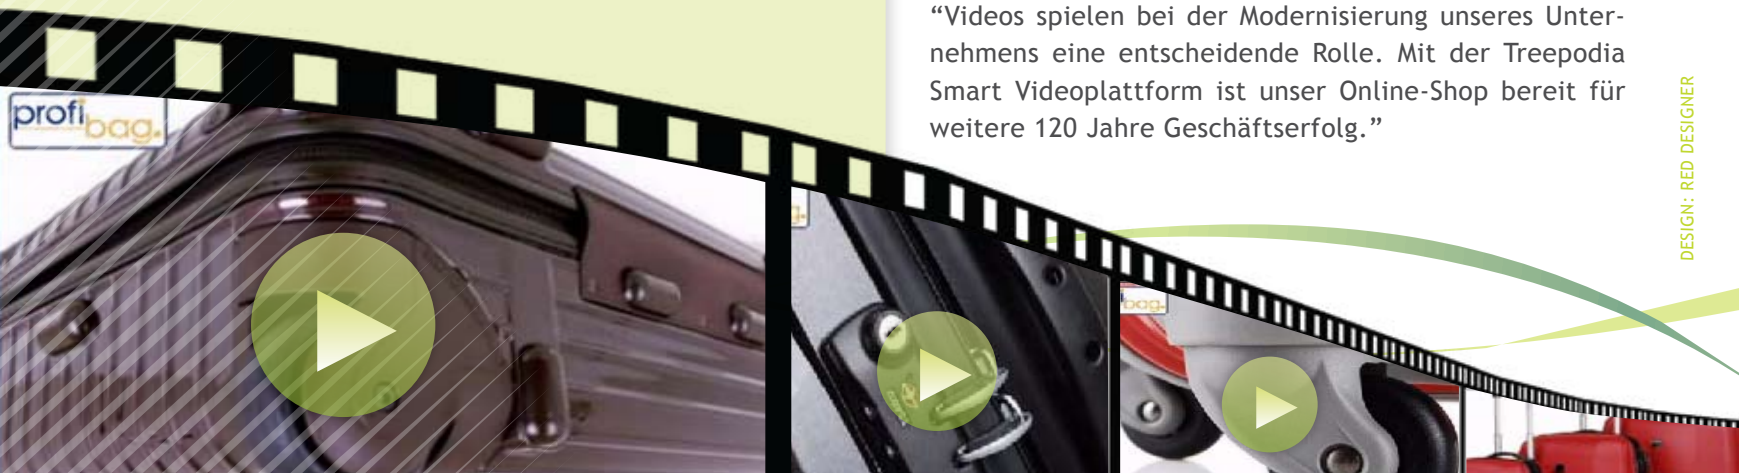 “Videos spielen bei der Modernisierung unseres Unter-
nehmens eine entscheidende Rolle. Mit der Treepodia
Smart Videoplattform ist unser Online-Shop bereit für
weitere 120 Jahre Geschäftserfolg.”
DESIGN: RED DESIGNER
profi
bag.
bag.